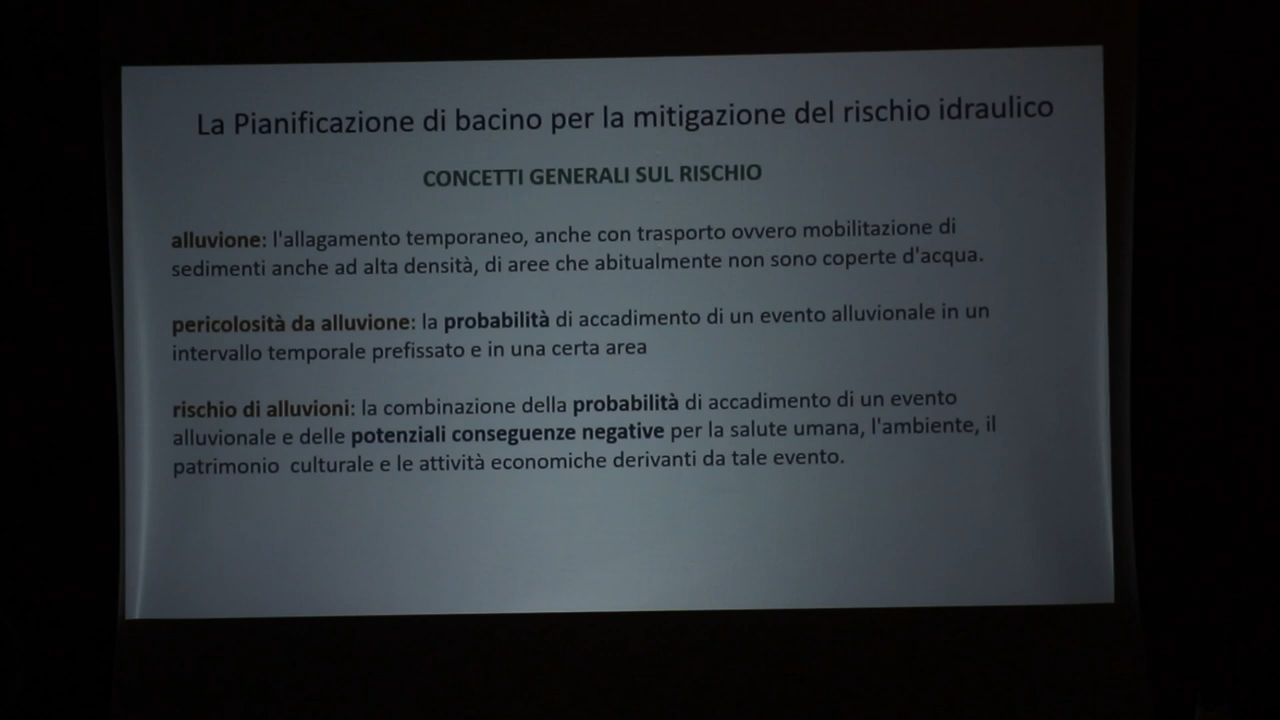 La Pianificazione di bacino per la mitigazione del rischio idraulico
CONCETTI GENERALI SUL RISCHIO
alluvione: l'allagamento temporaneo, anche con trasporto ovvero mobilitazione di
sedimenti anche ad alta densità, di aree che abitualmente non sono coperte d'acqua.
pericolosità da alluvione: la probabilità di accadimento di un evento alluvionale in un
intervallo temporale prefissato e in una certa area
rischio di alluvioni: la combinazione della probabilità di accadimento di un evento
alluvionale e delle potenziali conseguenze negative per la salute umana, l'ambiente, il
patrimonio  culturale e le attività economiche derivanti da tale evento.